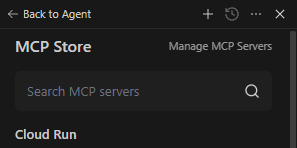 Back to Agent
MCP Store
Manage MCP Servers
Search MCP servers
Cloud Run